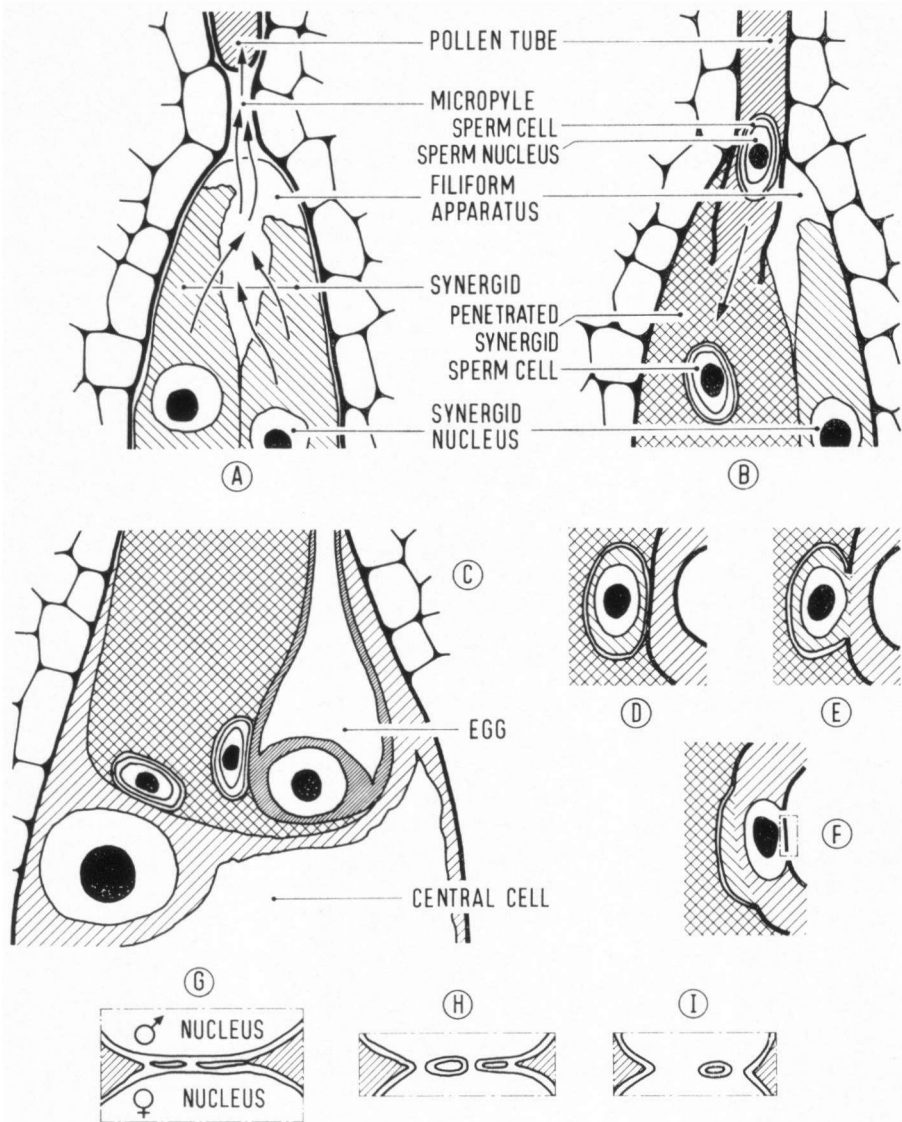 POLLEN TUBE
MICROPYLE
SPERM CELL
SPERM NUCLEUS
FILIFORM
APPARATUS
SYNERGID
PENETRATED
SYNERGID
SPERM CELL
SYNERGID
NUCLEUS
A
B
C
D
E
EGG
F
CENTRAL CELL
G
H
I
♂ NUCLEUS
♀ NUCLEUS